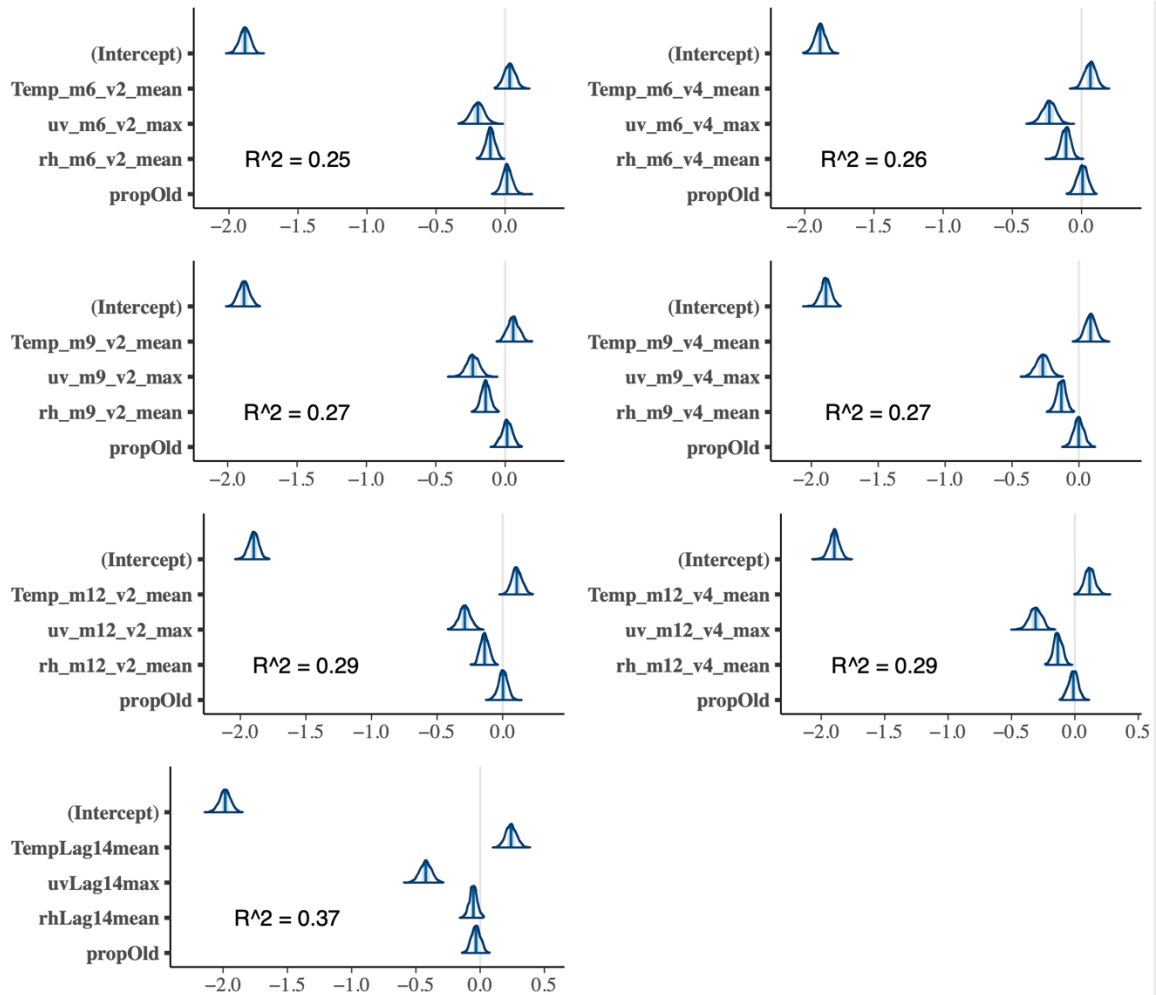 (Intercept)
Temp_m6_v2_mean
uv_m6_v2_max
rh_m6_v2_mean
propOld
R^2 = 0.25
−2.0 −1.5 −1.0 −0.5 0.0
(Intercept)
Temp_m6_v4_mean
uv_m6_v4_max
rh_m6_v4_mean
propOld
R^2 = 0.26
−2.0 −1.5 −1.0 −0.5 0.0
(Intercept)
Temp_m9_v2_mean
uv_m9_v2_max
rh_m9_v2_mean
propOld
R^2 = 0.27
−2.0 −1.5 −1.0 −0.5 0.0
(Intercept)
Temp_m9_v4_mean
uv_m9_v4_max
rh_m9_v4_mean
propOld
R^2 = 0.27
−2.0 −1.5 −1.0 −0.5 0.0
(Intercept)
Temp_m12_v2_mean
uv_m12_v2_max
rh_m12_v2_mean
propOld
R^2 = 0.29
−2.0 −1.5 −1.0 −0.5 0.0
(Intercept)
Temp_m12_v4_mean
uv_m12_v4_max
rh_m12_v4_mean
propOld
R^2 = 0.29
−2.0 −1.5 −1.0 −0.5 0.0 0.5
(Intercept)
TempLag14mean
uvLag14max
rhLag14mean
propOld
R^2 = 0.37
−2.0 −1.5 −1.0 −0.5 0.0 0.5